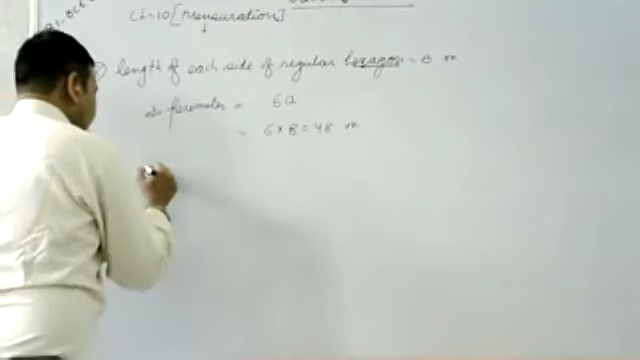 Ch-10 [Mensuration]
length of each side of regular hexagon = 8 m
Perimeter = 6a
= 6 × 8 = 48 m